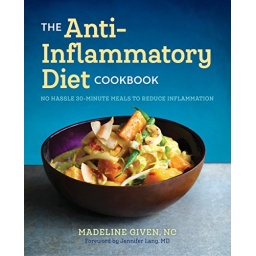 THE Anti-
Inflammatory
Diet COOKBOOK
NO HASSLE 30-MINUTE MEALS TO REDUCE INFLAMMATION
MADELINE GIVEN, NC
Foreword by Jennifer Lang, MD